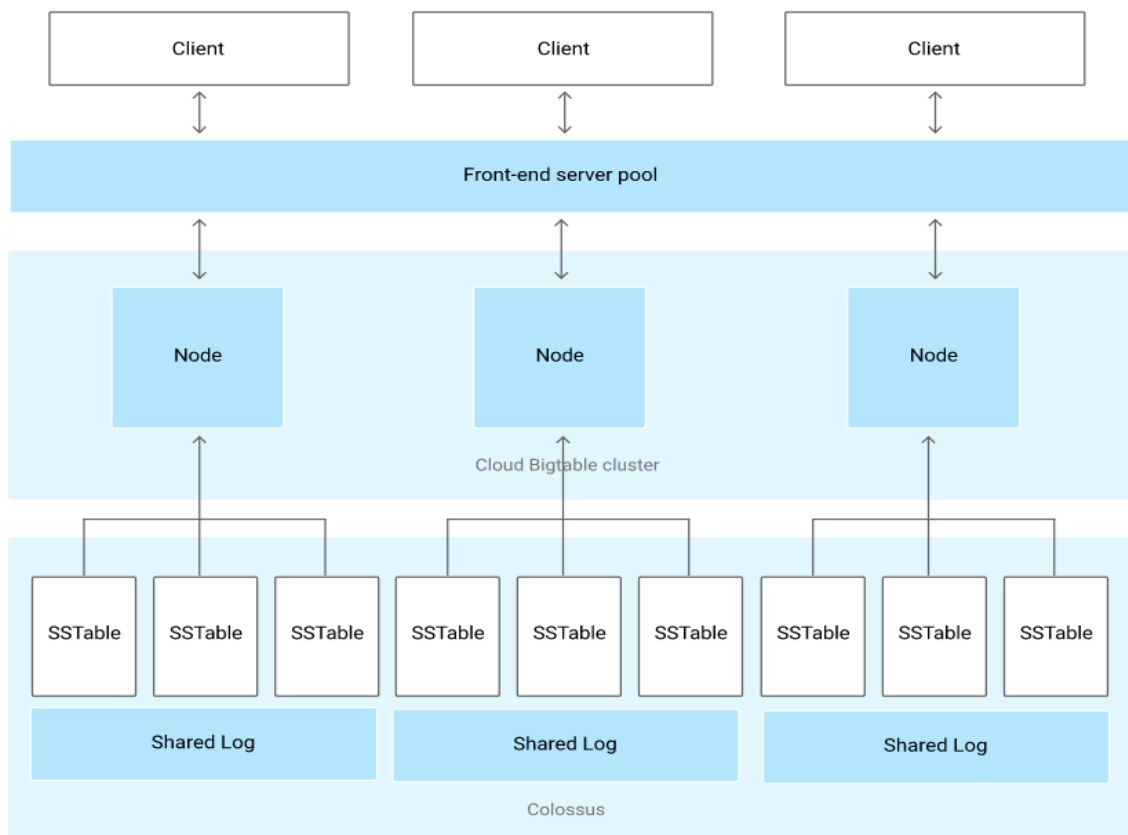 Client
Client
Client
Front-end server pool
Node
Node
Node
Cloud Bigtable cluster
SSTable
SSTable
SSTable
SSTable
SSTable
SSTable
SSTable
SSTable
SSTable
Shared Log
Shared Log
Shared Log
Colossus